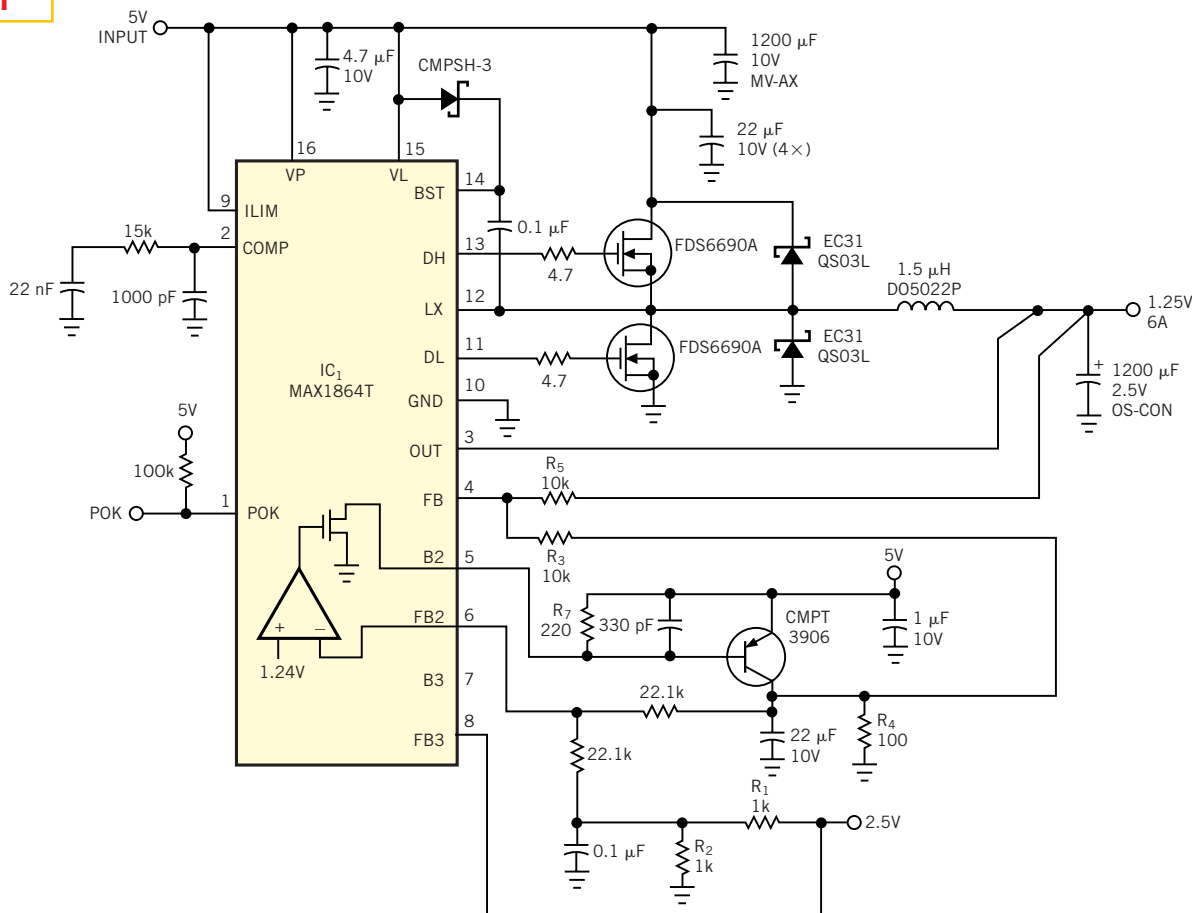 5V
INPUT
4.7 µF
10V
CMPSH-3
1200 µF
10V
MV-AX
22 µF
10V (4×)
16
VP
15
VL
14
BST
9
ILIM
2
COMP
15k
22 nF
1000 pF
0.1 µF
13
DH
4.7
FDS6690A
EC31
QS03L
1.5 µH
DO5022P
12
LX
1.25V
6A
11
DL
4.7
FDS6690A
EC31
QS03L
+
1200 µF
2.5V
OS-CON
IC1
MAX1864T
10
GND
3
OUT
5V
100k
POK
1
POK
4
FB
R5
10k
R3
10k
5
B2
5V
1 µF
10V
R7
220
330 pF
CMPT
3906
6
FB2
+
−
1.24V
7
B3
22.1k
8
FB3
22.1k
22 µF
10V
R4
100
R1
1k
2.5V
0.1 µF
R2
1k